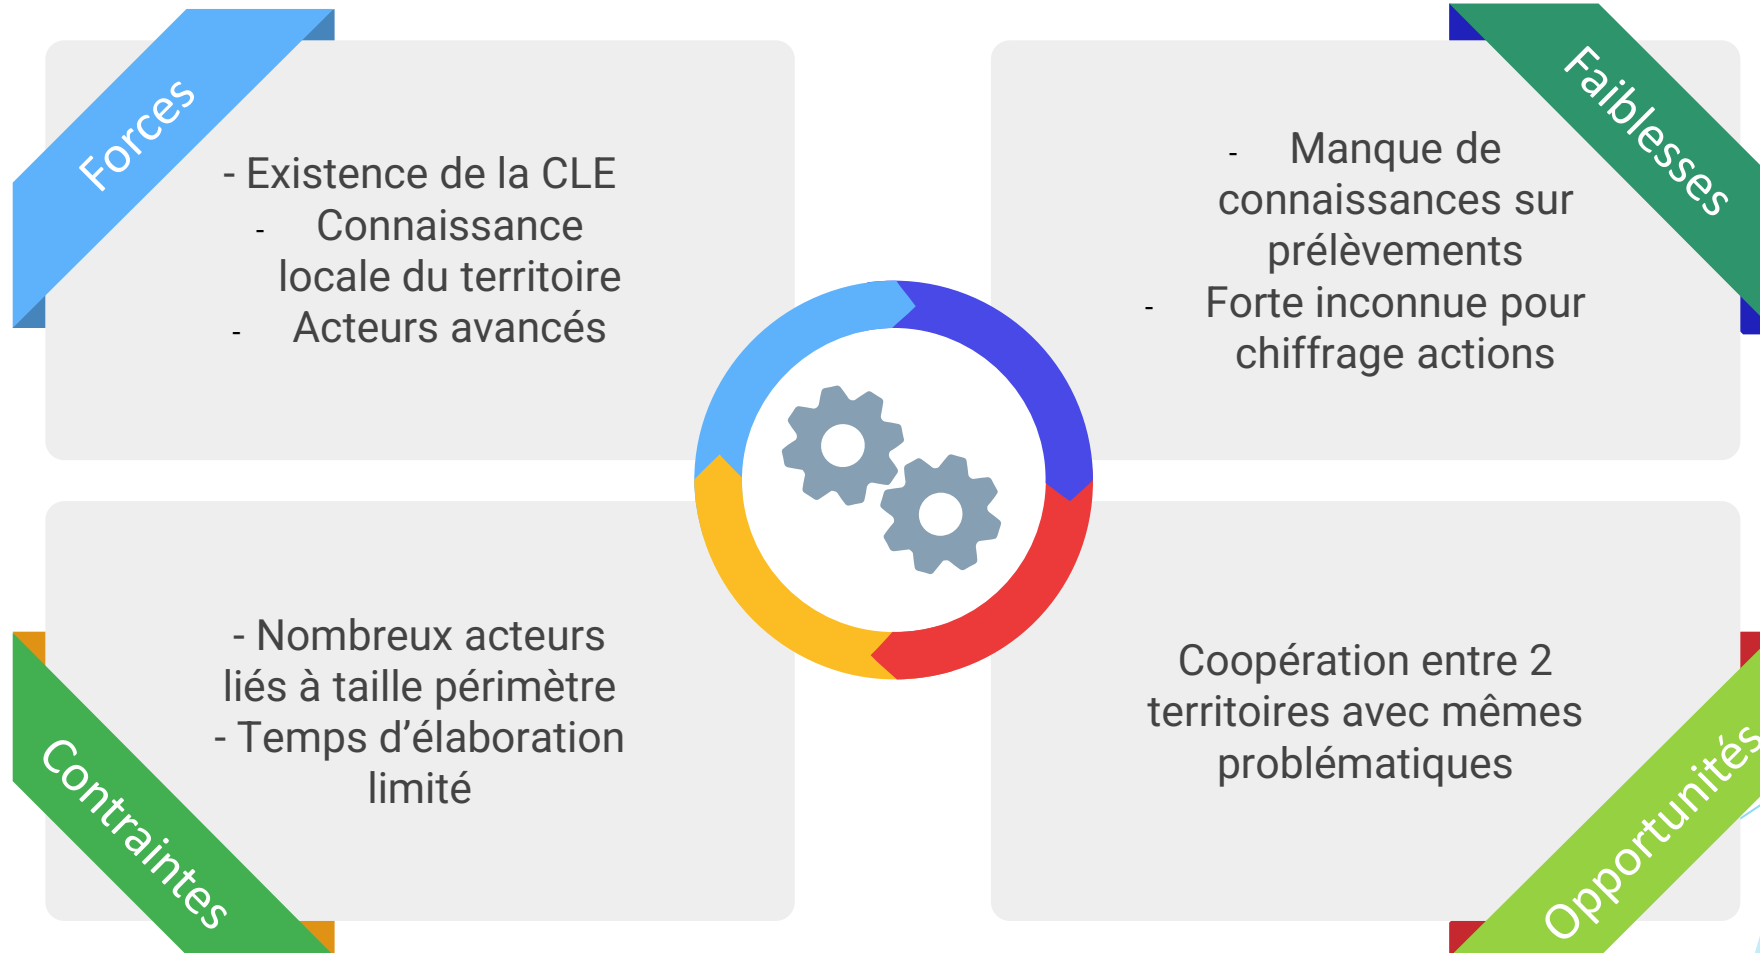 Forces
- Existence de la CLE
- Connaissance
locale du territoire
- Acteurs avancés
Faiblesses
- Manque de
connaissances sur
prélèvements
- Forte inconnue pour
chiffrage actions
Contraintes
- Nombreux acteurs
liés à taille périmètre
- Temps d’élaboration
limité
Opportunités
Coopération entre 2
territoires avec mêmes
problématiques